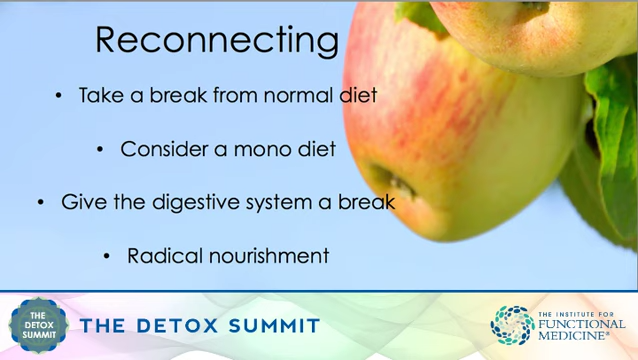 Reconnecting
• Take a break from normal diet
• Consider a mono diet
• Give the digestive system a break
• Radical nourishment
THE
DETOX
SUMMIT
THE DETOX SUMMIT
THE INSTITUTE FOR
FUNCTIONAL
MEDICINE®